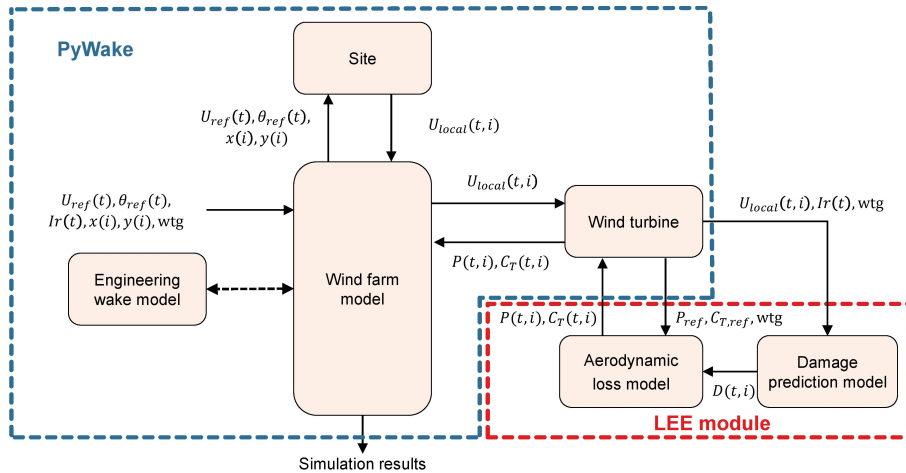 PyWake
Site
U_ref(t), θ_ref(t),
x(i), y(i)
U_local(t, i)
U_ref(t), θ_ref(t),
Ir(t), x(i), y(i), wtg
U_local(t, i)
Wind turbine
U_local(t, i), Ir(t), wtg
P(t, i), C_T(t, i)
Engineering
wake model
Wind farm
model
P(t, i), C_T(t, i)
P_ref, C_T,ref, wtg
Aerodynamic
loss model
D(t, i)
Damage
prediction model
LEE module
Simulation results